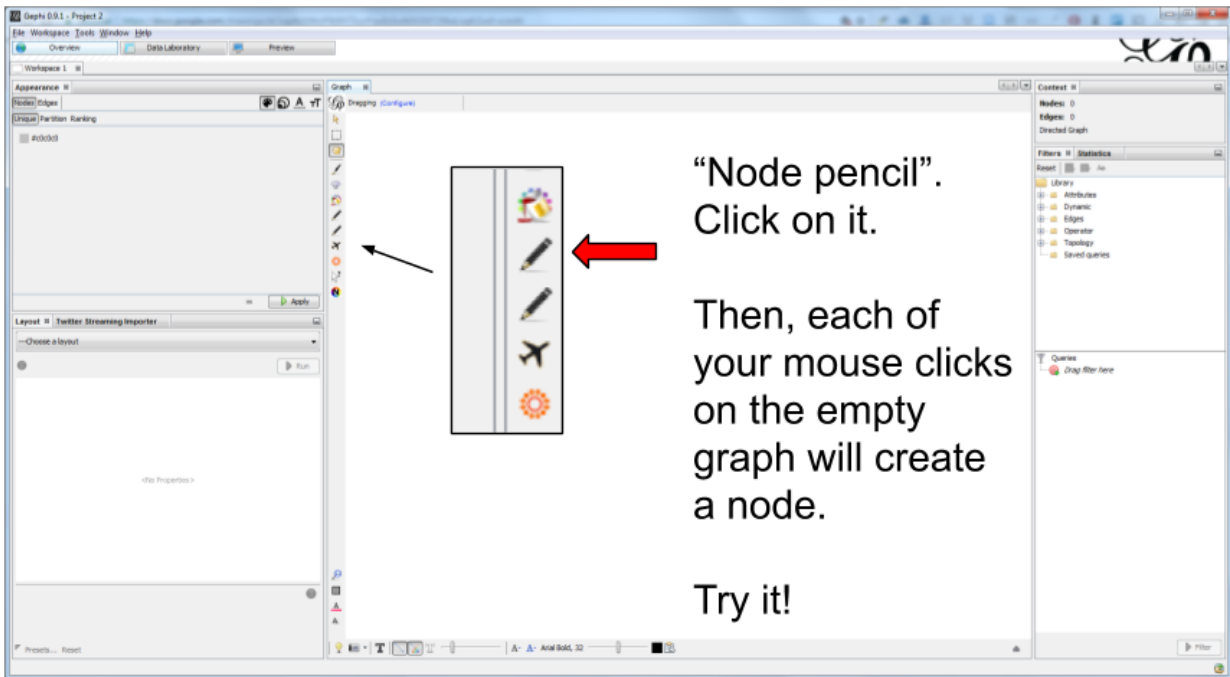 Gephi 0.9.1 - Project 2
File Workspace Tools Window Help
Overview Data Laboratory Preview
Workspace 1
Appearance
Nodes Edges
Unique Partition Ranking
#c0c0c0
Apply
Layout Twitter Streaming Importer
---Choose a layout
Run
<No Properties>
Presets... Reset
Graph
Dragging (Configure)
“Node pencil”.
Click on it.
Then, each of
your mouse clicks
on the empty
graph will create
a node.
Try it!
T A- A- Arial Bold, 32
Context
Nodes: 0
Edges: 0
Directed Graph
Filters Statistics
Reset
Library
Attributes
Dynamic
Edges
Operator
Topology
Saved queries
Queries
Drag filter here
Filter